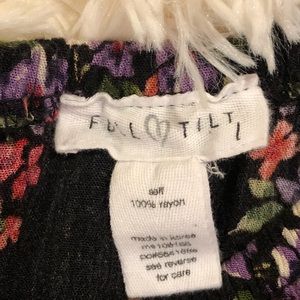 FULL TILT
L
self
100% rayon
made in korea
see reverse
for care